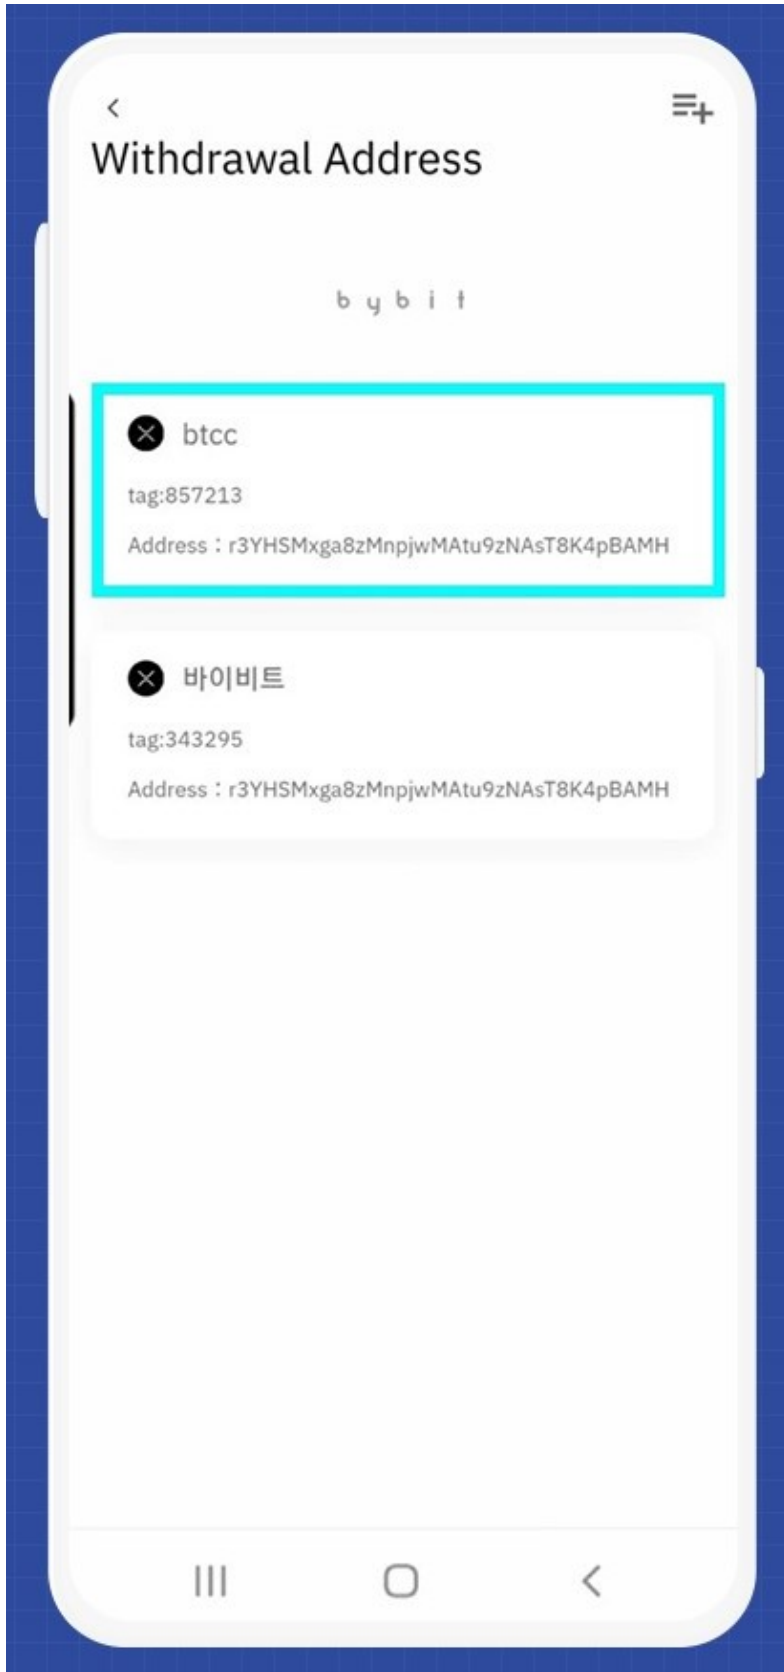 Withdrawal Address
bybit
btcc
tag:857213
Address : r3YHSMxga8zMnpjwMAtu9zNAsT8K4pBAMH
바이비트
tag:343295
Address : r3YHSMxga8zMnpjwMAtu9zNAsT8K4pBAMH